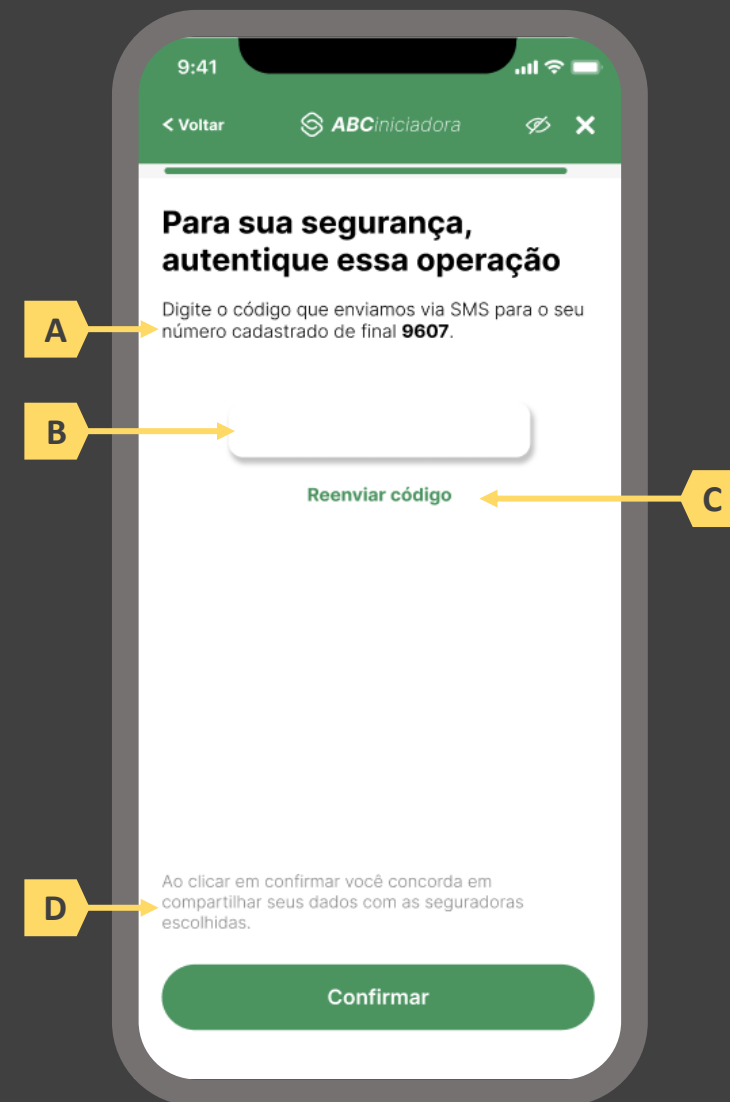 9:41
< Voltar ABCiniciadora
Para sua segurança,
autentique essa operação
Digite o código que enviamos via SMS para o seu
A
número cadastrado de final 9607.
B
Reenviar código
C
Ao clicar em confirmar você concorda em
D
compartilhar seus dados com as seguradoras
escolhidas.
Confirmar